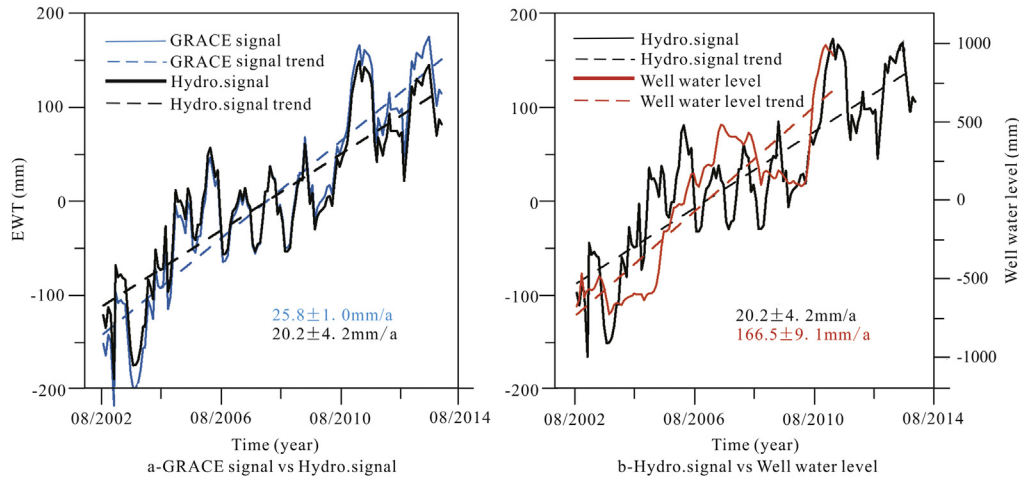 200
100
0
-100
-200
EWT (mm)
GRACE signal
GRACE signal trend
Hydro.signal
Hydro.signal trend
25.8±1. 0mm/a
20.2±4. 2mm/a
08/2002
08/2006
08/2010
08/2014
Time (year)
a-GRACE signal vs Hydro.signal
200
100
0
-100
-200
Hydro.signal
Hydro.signal trend
Well water level
Well water level trend
20.2±4. 2mm/a
166.5±9. 1mm/a
1000
500
0
-500
-1000
Well water level (mm)
08/2002
08/2006
08/2010
08/2014
Time (year)
b-Hydro.signal vs Well water level